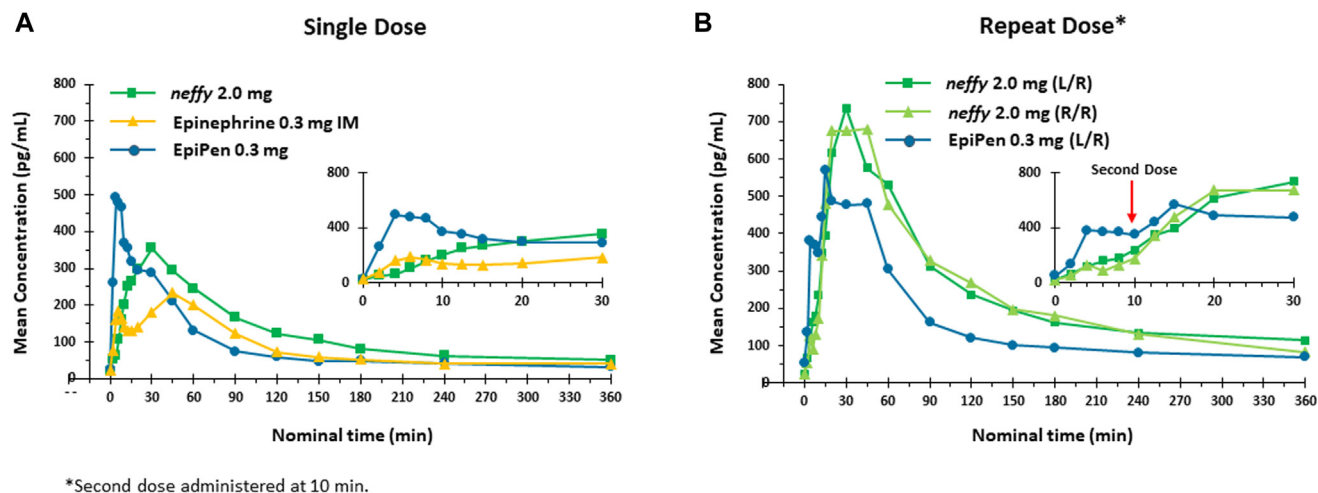 A
Single Dose
Mean Concentration (pg/mL)
800
700
600
500
400
300
200
100
0
--
neffy 2.0 mg
Epinephrine 0.3 mg IM
EpiPen 0.3 mg
800
400
0
0 10 20 30
0 30 60 90 120 150 180 210 240 270 300 330 360
Nominal time (min)
B
Repeat Dose*
Mean Concentration (pg/mL)
800
700
600
500
400
300
200
100
0
neffy 2.0 mg (L/R)
neffy 2.0 mg (R/R)
EpiPen 0.3 mg (L/R)
Second Dose
800
400
0
0 10 20 30
0 30 60 90 120 150 180 210 240 270 300 330 360
Nominal time (min)
*Second dose administered at 10 min.